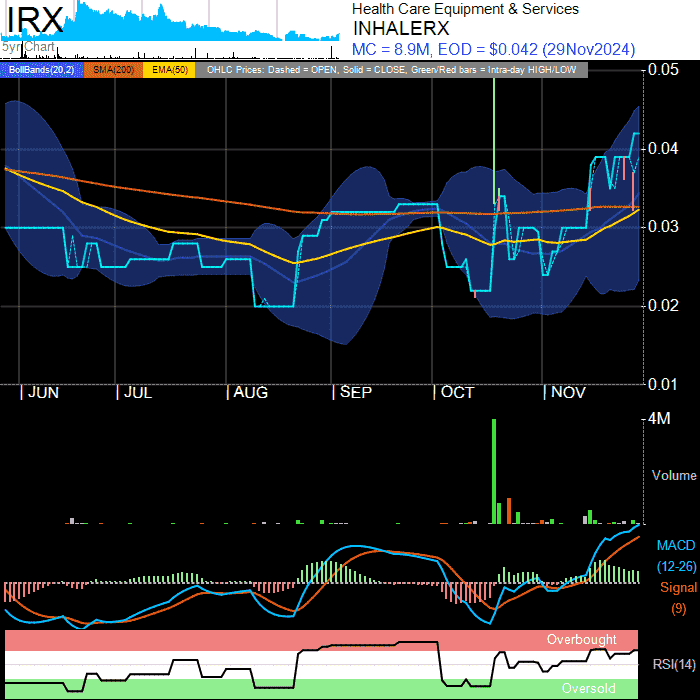 IRX
5yr Chart
Health Care Equipment & Services
INHALERX
MC = 8.9M, EOD = $0.042 (29Nov2024)
BollBands(20,2) SMA(200) EMA(50) OHLC Prices: Dashed = OPEN, Solid = CLOSE, Green/Red bars = Intra-day HIGH/LOW
0.05
0.04
0.03
0.02
0.01
| JUN | JUL | AUG | SEP | OCT | NOV
4M
Volume
MACD
(12-26)
Signal
(9)
Overbought
RSI(14)
Oversold